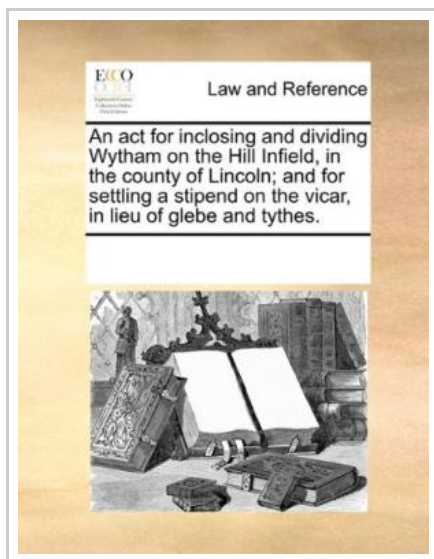 ECCO
Law and Reference
An act for inclosing and dividing
Wytham on the Hill Infield, in
the county of Lincoln; and for
settling a stipend on the vicar,
in lieu of glebe and tythes.